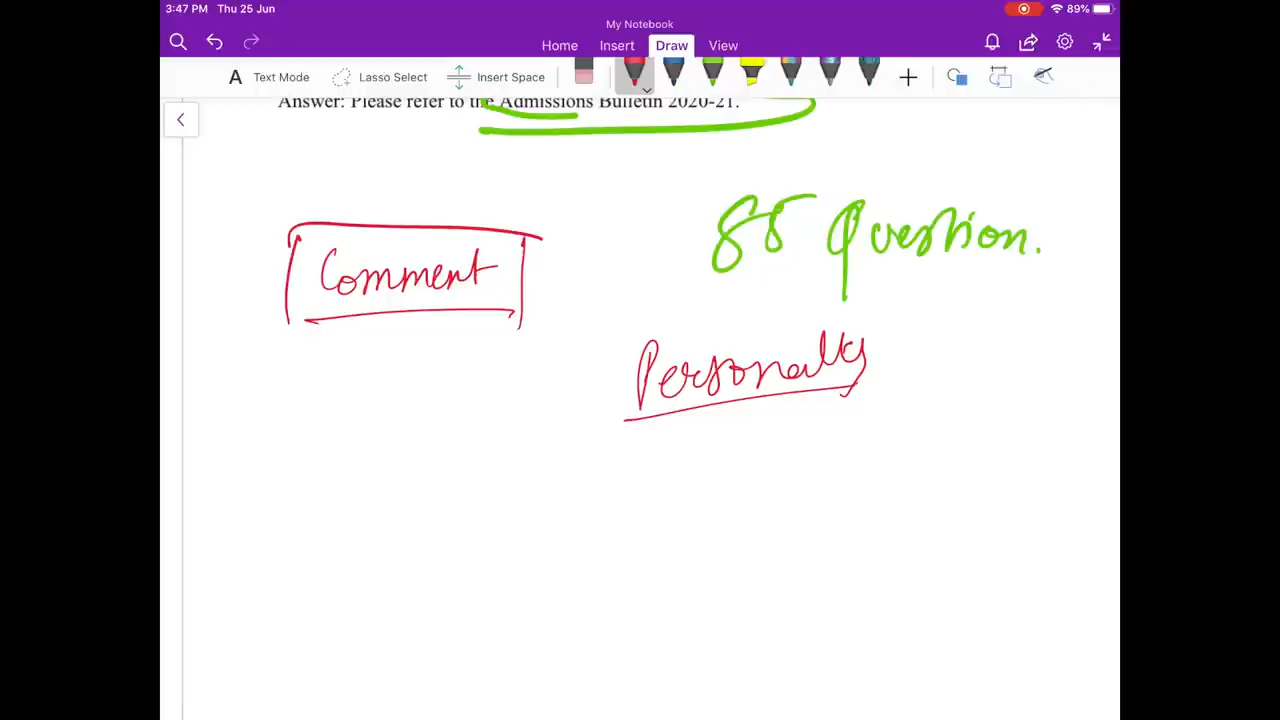 3:47 PM Thu 25 Jun
89%
My Notebook
Home Insert Draw View
A Text Mode Lasso Select Insert Space
Answer: Please refer to the Admissions Bulletin 2020-21.
85 Question.
Comment
Personally